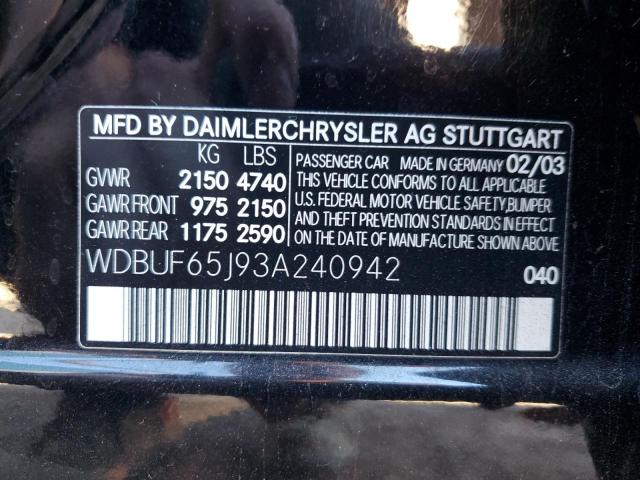 MFD BY DAIMLERCHRYSLER AG STUTTGART
KG LBS
GVWR 2150 4740
GAWR FRONT 975 2150
GAWR REAR 1175 2590
PASSENGER CAR MADE IN GERMANY 02/03
THIS VEHICLE CONFORMS TO ALL APPLICABLE
U.S. FEDERAL MOTOR VEHICLE SAFETY,BUMPER
AND THEFT PREVENTION STANDARDS IN EFFECT
ON THE DATE OF MANUFACTURE SHOWN ABOVE.
WDBUF65J93A240942 040